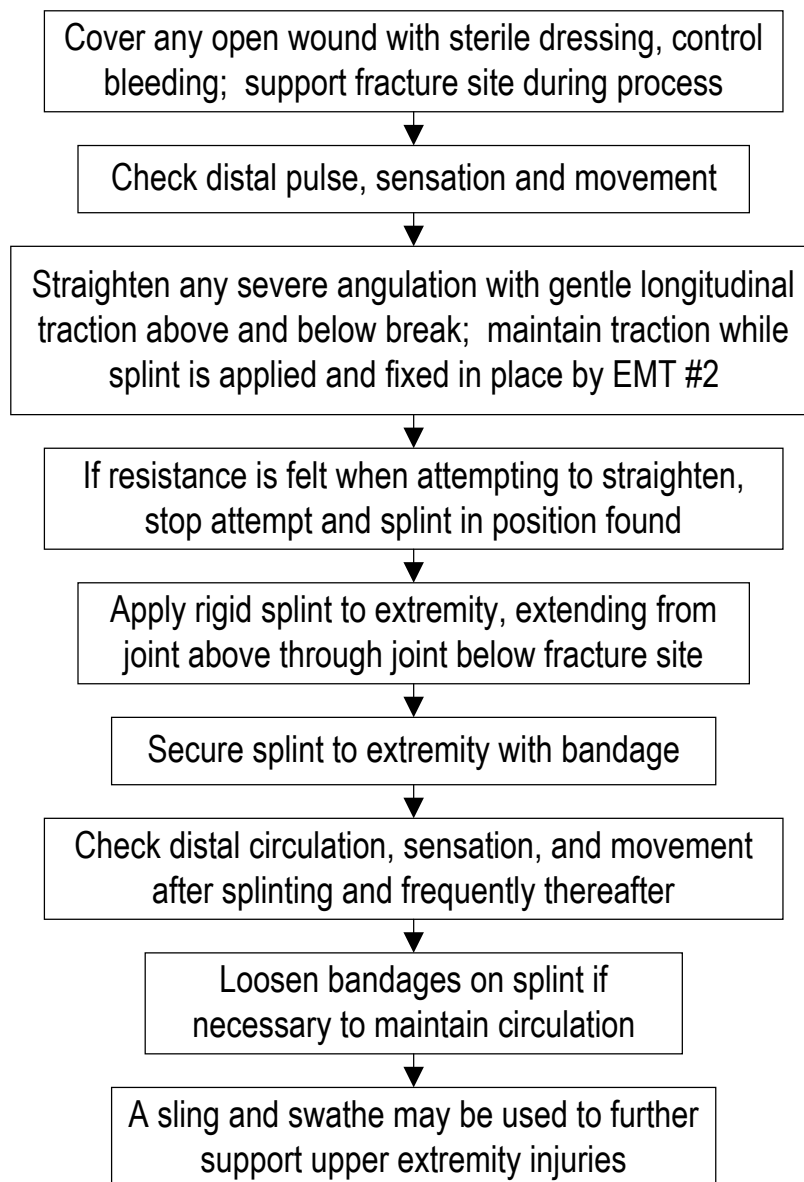 Cover any open wound with sterile dressing, control
bleeding;  support fracture site during process
Check distal pulse, sensation and movement
Straighten any severe angulation with gentle longitudinal
traction above and below break;  maintain traction while
splint is applied and fixed in place by EMT #2
If resistance is felt when attempting to straighten,
stop attempt and splint in position found
Apply rigid splint to extremity, extending from
joint above through joint below fracture site
Secure splint to extremity with bandage
Check distal circulation, sensation, and movement
after splinting and frequently thereafter
Loosen bandages on splint if
necessary to maintain circulation
A sling and swathe may be used to further
support upper extremity injuries